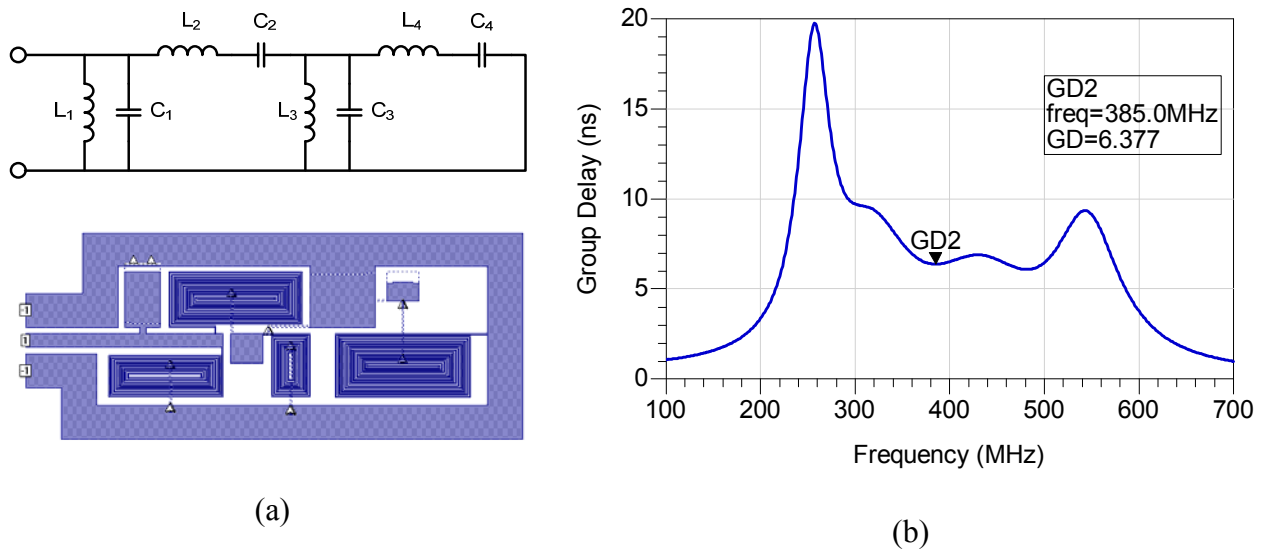 L2 C2 L4 C4
L1 C1 L3 C3
-1
1
-1
(a)
Group Delay (ns)
20
15
10
5
0
GD2
freq=385.0MHz
GD=6.377
GD2
100 200 300 400 500 600 700
Frequency (MHz)
(b)